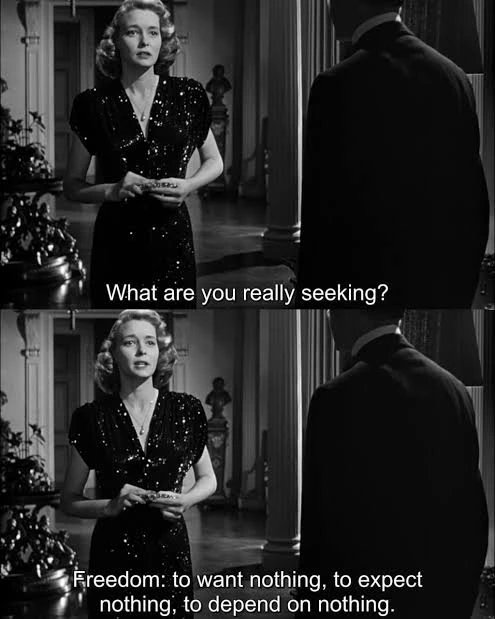 What are you really seeking?
Freedom: to want nothing, to expect
nothing, to depend on nothing.